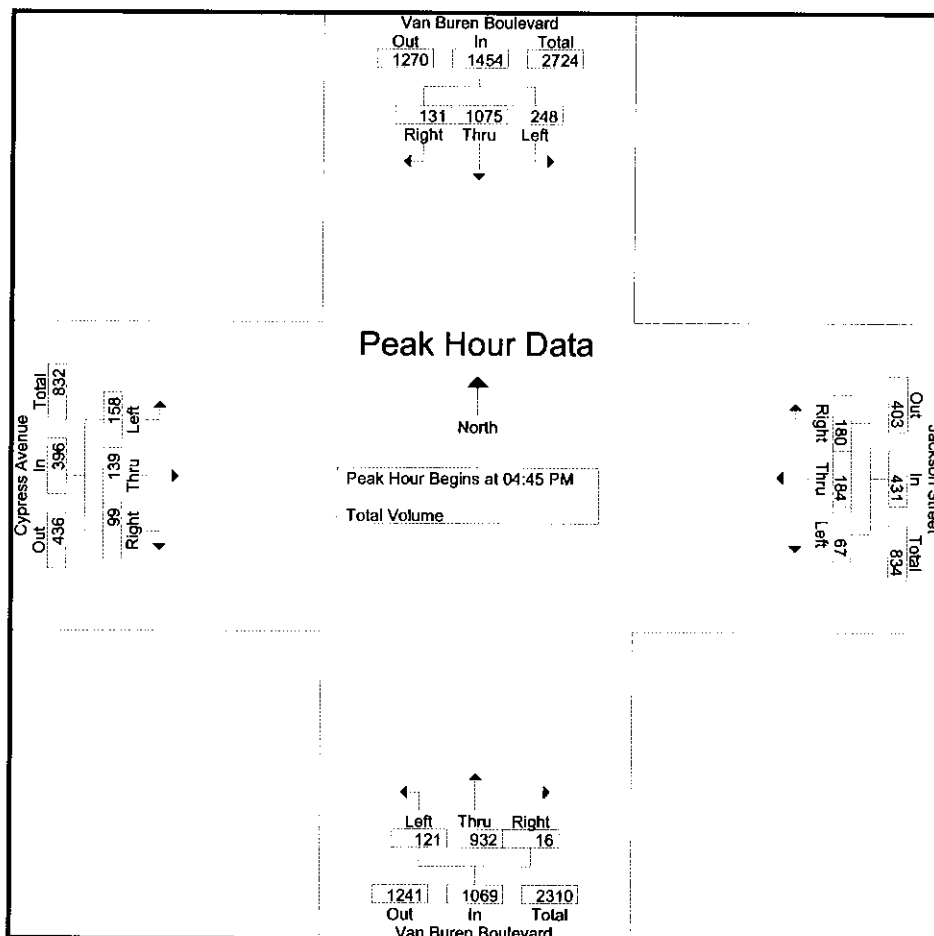 Van Buren Boulevard
Out In Total
1270 1454 2724
131 1075 248
Right Thru Left
Peak Hour Data
North
Peak Hour Begins at 04:45 PM
Total Volume
Cypress Avenue
Out In Total
436 396 832
99 139 158
Right Thru Left
Jackson Street
Out In Total
403 431 834
180 184 67
Right Thru Left
Left Thru Right
121 932 16
1241 1069 2310
Out In Total
Van Buren Boulevard